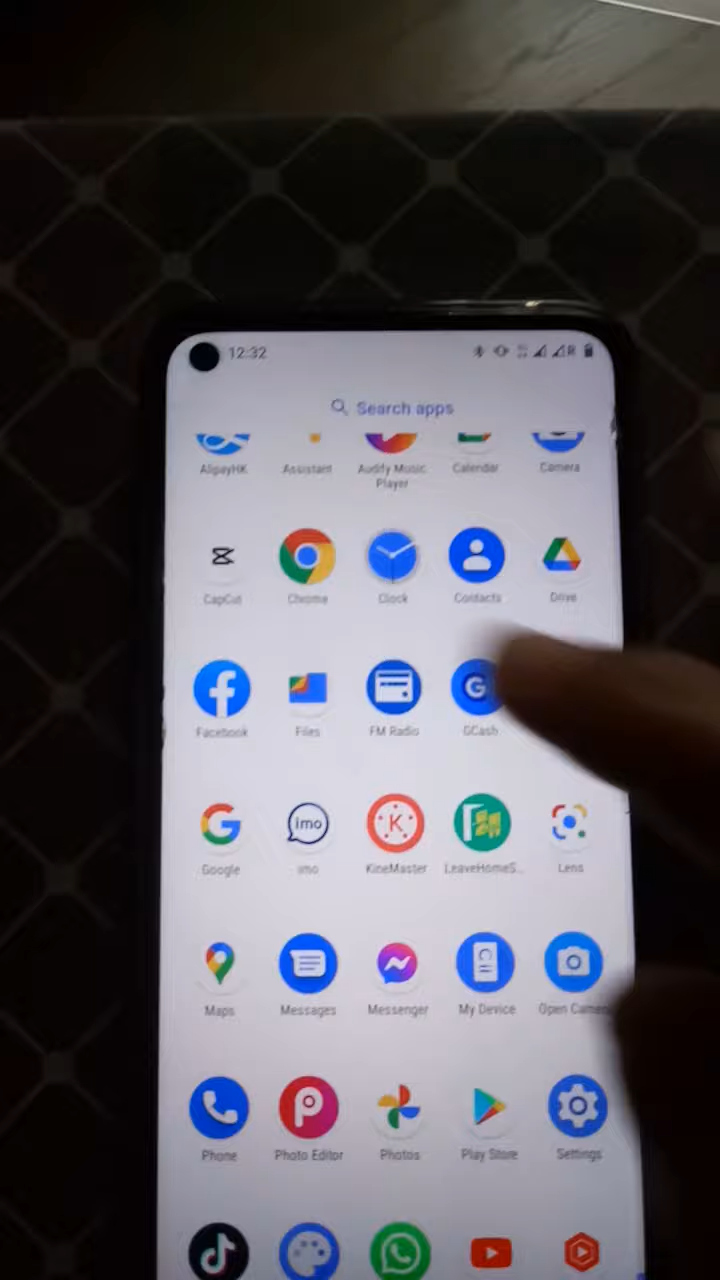 12:32
Search apps
AlipayHK Assistant Audify Music Calendar Camera
Player
CapCut Chrome Clock Contacts Drive
Facebook Files FM Radio GCash
imo
K
Google imo KineMaster LeaveHomeS... Lens
Maps Messages Messenger My Device Open Camera
Phone Photo Editor Photos Play Store Settings